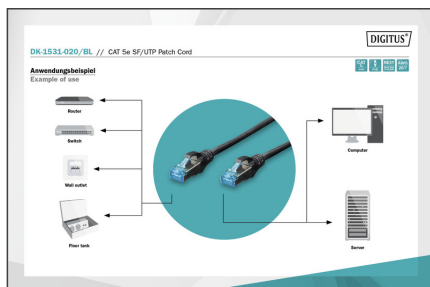 DIGITUS®
DK-1531-020/BL // CAT 5e SF/UTP Patch Cord
Anwendungsbeispiel
Example of use
Router
Switch
Wall outlet
Floor tank
Computer
Server